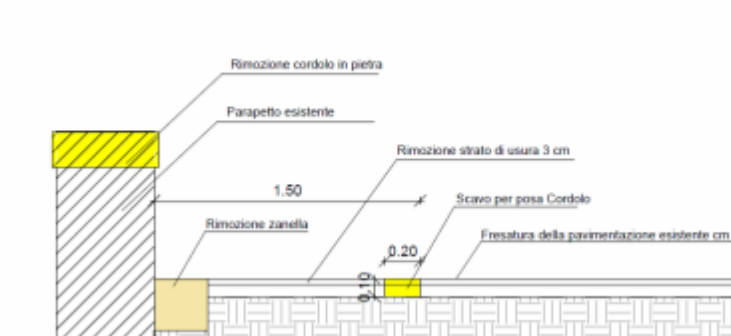 Rimozione cordolo in pietra
Parapetto esistente
Rimozione strato di usura 3 cm
1.50
Scavo per posa Cordolo
Rimozione zanella
Fresatura della pavimentazione esistente cm
0.20
0.10